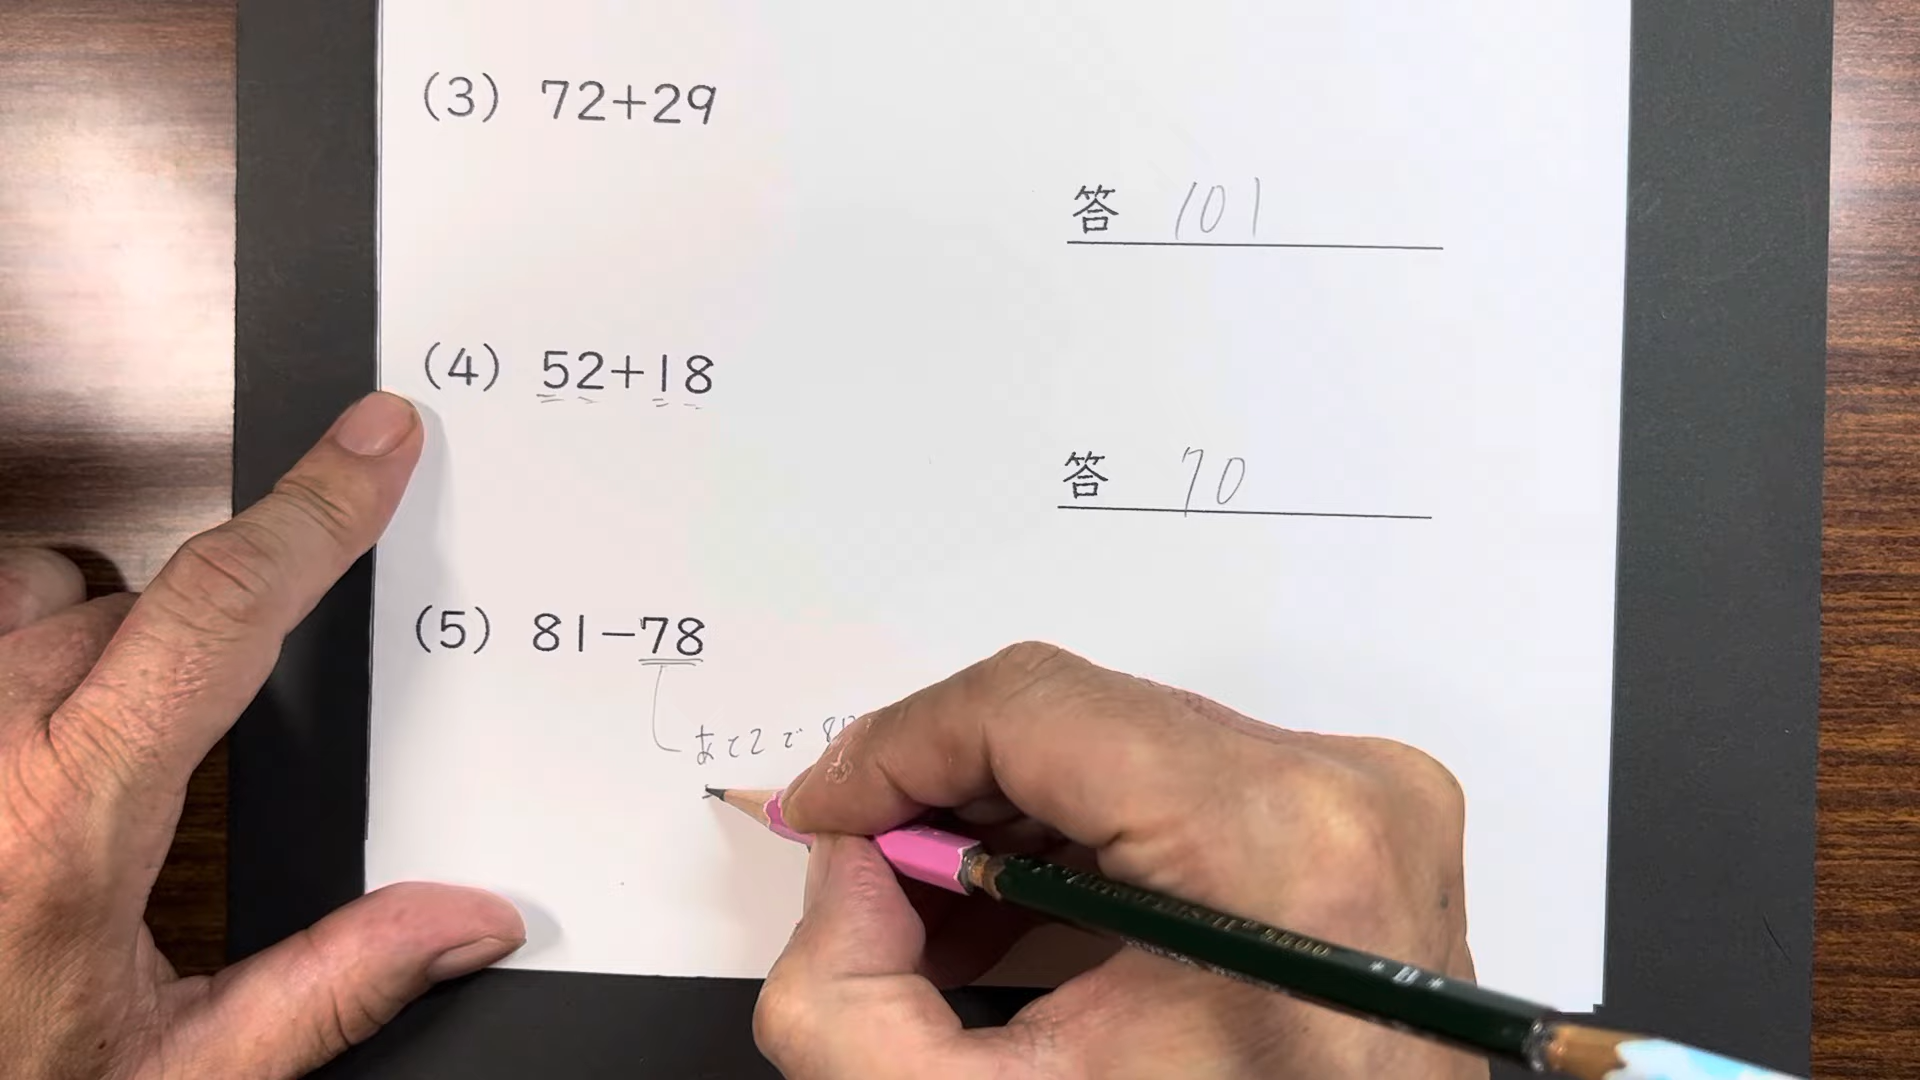 (3) 72+29
答 101
(4) 52+18
答 70
(5) 81-78
あと2で
* B *